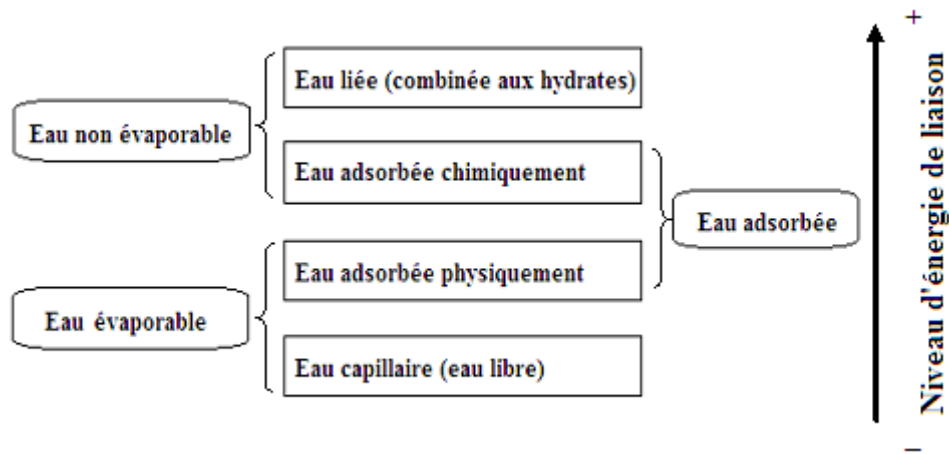 Eau non évaporable
Eau évaporable
Eau liée (combinée aux hydrates)
Eau adsorbée chimiquement
Eau adsorbée physiquement
Eau capillaire (eau libre)
Eau adsorbée
+
Niveau d'énergie de liaison
–